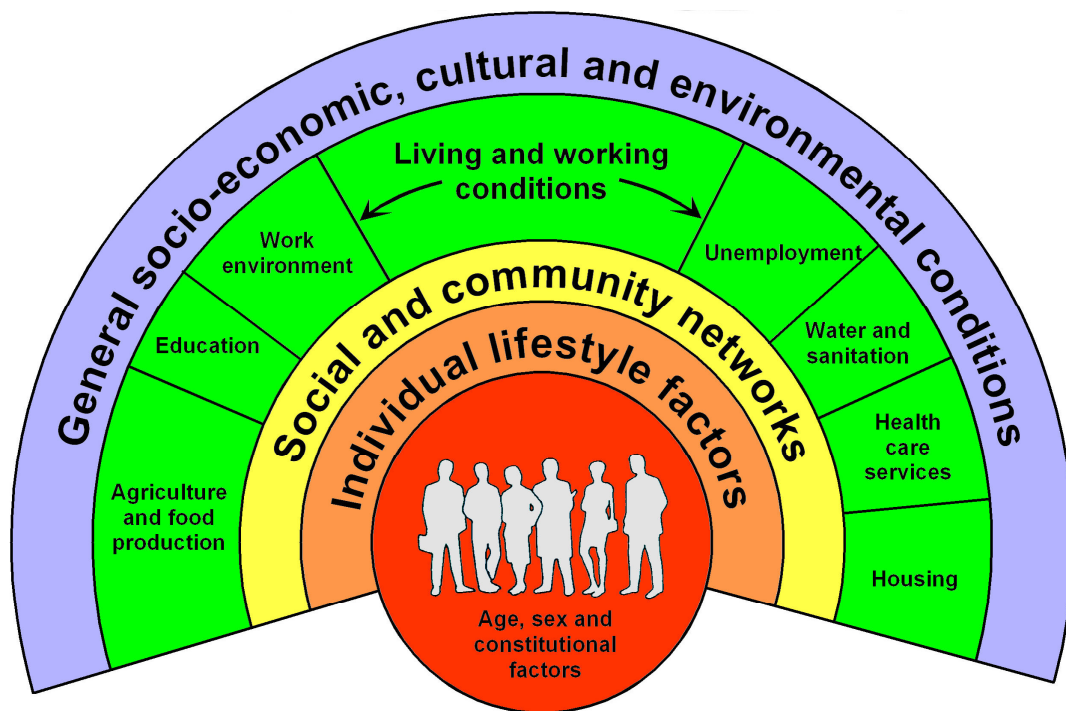 General socio-economic, cultural and environmental conditions
Living and working
conditions
Work
environment
Unemployment
Education
Water and
sanitation
Agriculture
and food
production
Health
care
services
Housing
Social and community networks
Individual lifestyle factors
Age, sex and
constitutional
factors